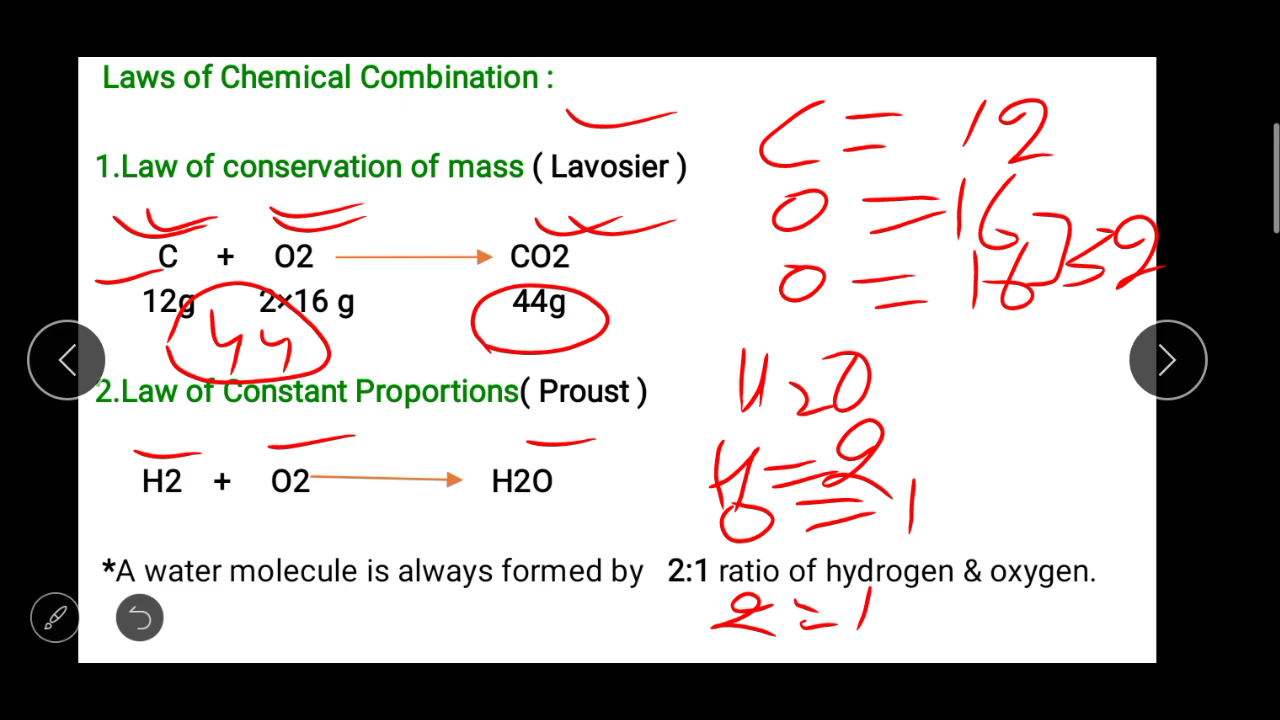 Laws of Chemical Combination :
1.Law of conservation of mass ( Lavosier )
C + O2 CO2
12g 2×16 g 44g
44
2.Law of Constant Proportions( Proust )
H2 + O2 H2O
*A water molecule is always formed by 2:1 ratio of hydrogen & oxygen.
C = 12
O = 16
O = 16
32
H2O
H = 2
O = 1
2 = 1